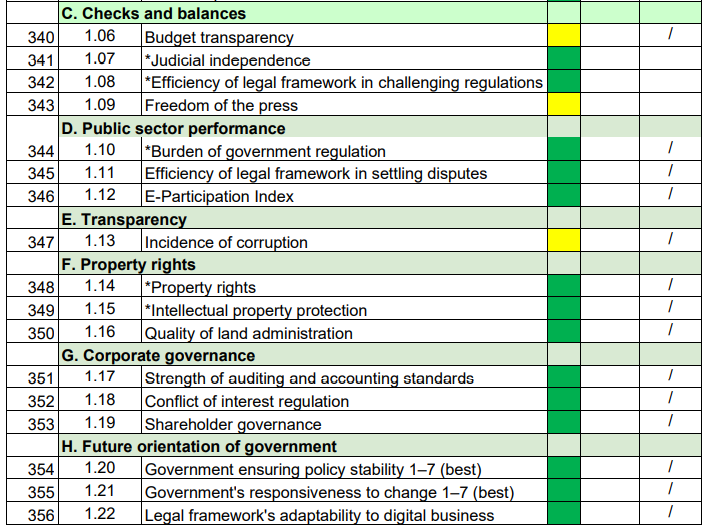 C. Checks and balances
340 1.06 Budget transparency /
341 1.07 *Judicial independence
342 1.08 *Efficiency of legal framework in challenging regulations
343 1.09 Freedom of the press
D. Public sector performance
344 1.10 *Burden of government regulation /
345 1.11 Efficiency of legal framework in settling disputes /
346 1.12 E-Participation Index /
E. Transparency
347 1.13 Incidence of corruption /
F. Property rights
348 1.14 *Property rights /
349 1.15 *Intellectual property protection /
350 1.16 Quality of land administration /
G. Corporate governance
351 1.17 Strength of auditing and accounting standards /
352 1.18 Conflict of interest regulation /
353 1.19 Shareholder governance /
H. Future orientation of government
354 1.20 Government ensuring policy stability 1–7 (best) /
355 1.21 Government's responsiveness to change 1–7 (best) /
356 1.22 Legal framework's adaptability to digital business /